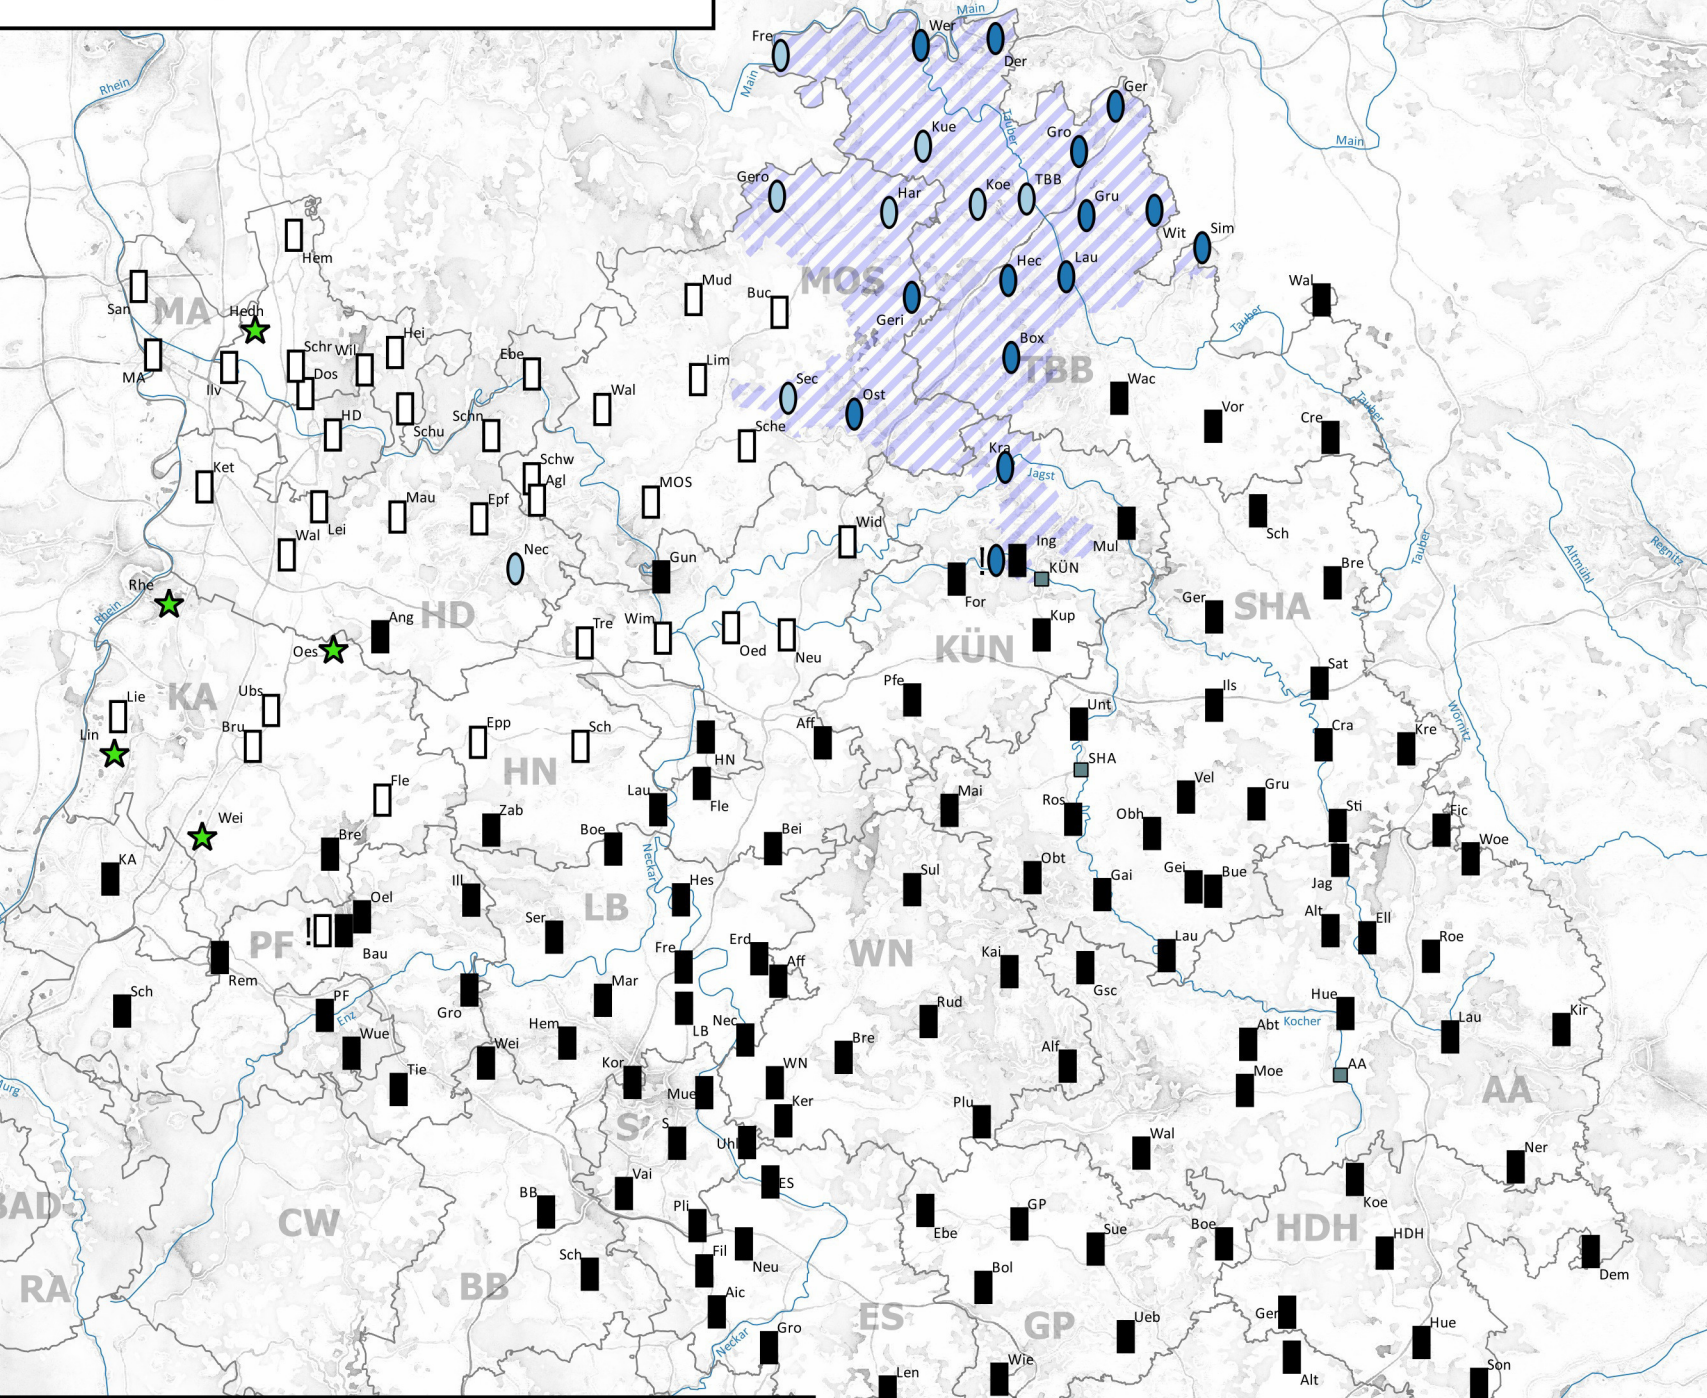 Main
Fre
Wer
Der
Rhein
Main
Ger
Tauber
Kue
Gro
Main
Gero
Har
Koe
TBB
Gru
Wit
Sim
Hem
Hec
Lau
MOS
Mud
Buc
Wal
San
MA
Hedh
Geri
Tauber
Hei
Schr
Wil
Box
Ebe
Lim
TBB
MA
Ilv
Dos
Sec
Wac
Wal
Ost
Tauber
HD
Schu
Schn
Sche
Vor
Cre
Kra
Schw
Ket
Jagst
Agl
MOS
Mau
Epf
Lei
Wid
Sch
Wal
Nec
Ing
Mul
Tauber
Altmühl
Regnitz
!
Gun
KÜN
Bre
Rhe
For
Ger
SHA
Rhein
Ang
HD
Tre
Wim
Kup
Oes
Oed
Neu
KÜN
Sat
KA
Lie
Ubs
Pfe
Ils
Lin
Bru
Epp
Sch
Aff
Unt
Wörnitz
Cra
Kre
HN
HN
SHA
Fle
Vel
Gru
Lau
Fle
Mai
Ros
Wei
Zab
Boe
Bei
Obh
Sti
Fic
Bre
Woe
KA
Neckar
Obt
Sul
Gei
Bue
Jag
Ill
Hes
Gai
Oel
LB
Ser
Alt
Ell
!
PF
Bau
Fre
Erd
WN
Lau
Roe
Aff
Kai
Rem
Sch
Mar
Gsc
PF
Hue
Enz
Gro
Rud
Kocher
Kir
LB
Nec
Lau
Hem
Abt
Wue
Wei
Bre
Alf
Kor
WN
AA
Moe
Tie
AA
Murg
Mue
Ker
Plu
S
S
Uhl
Wal
Ner
Vai
ES
BAD
BB
Koe
CW
Pli
Ebe
GP
Sue
Boe
HDH
HDH
Sch
Fil
Neu
Dem
RA
BB
Bol
Aic
Ger
ES
GP
Ueb
Hue
Neckar
Gro
Wie
Alt
Son
Len